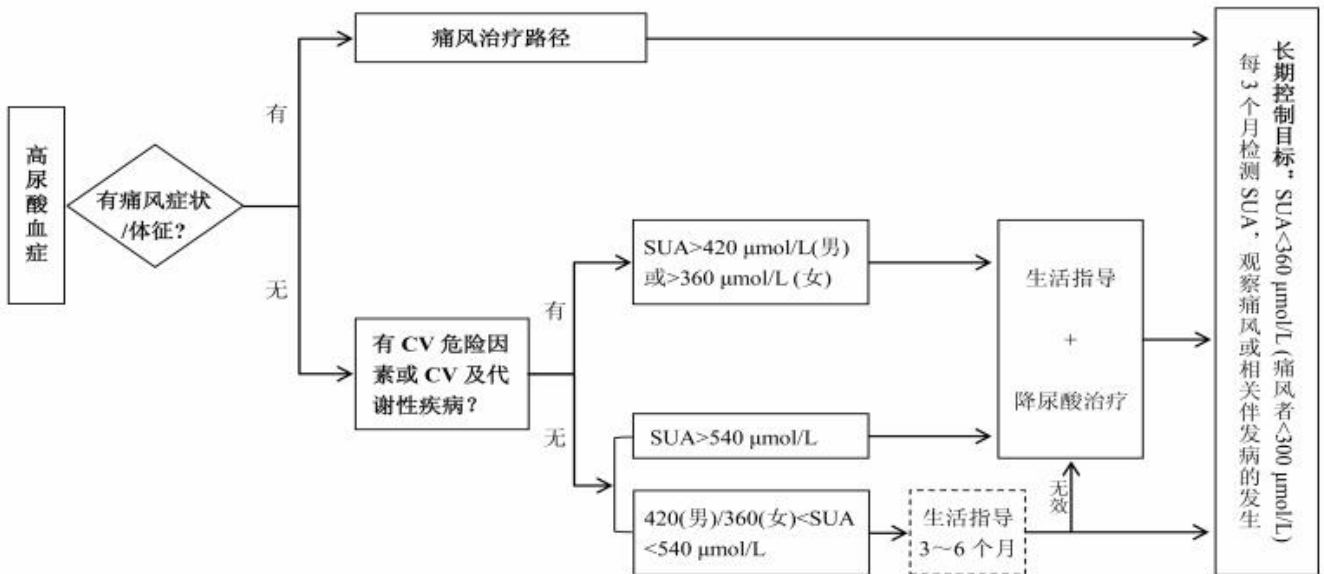 高尿酸血症
有痛风症状
/体征?
有
无
痛风治疗路径
有 CV 危险因
素或 CV 及代
谢性疾病？
有
无
SUA>420 μmol/L(男)
或>360 μmol/L (女)
SUA>540 μmol/L
420(男)/360(女)<SUA
<540 μmol/L
生活指导
3～6 个月
无效
生活指导
+
降尿酸治疗
长期控制目标" SUA<360 μmol/L (痛风者<300 μmol/L)
每 3 个月检测 SUA，观察痛风或相关伴发病的发生